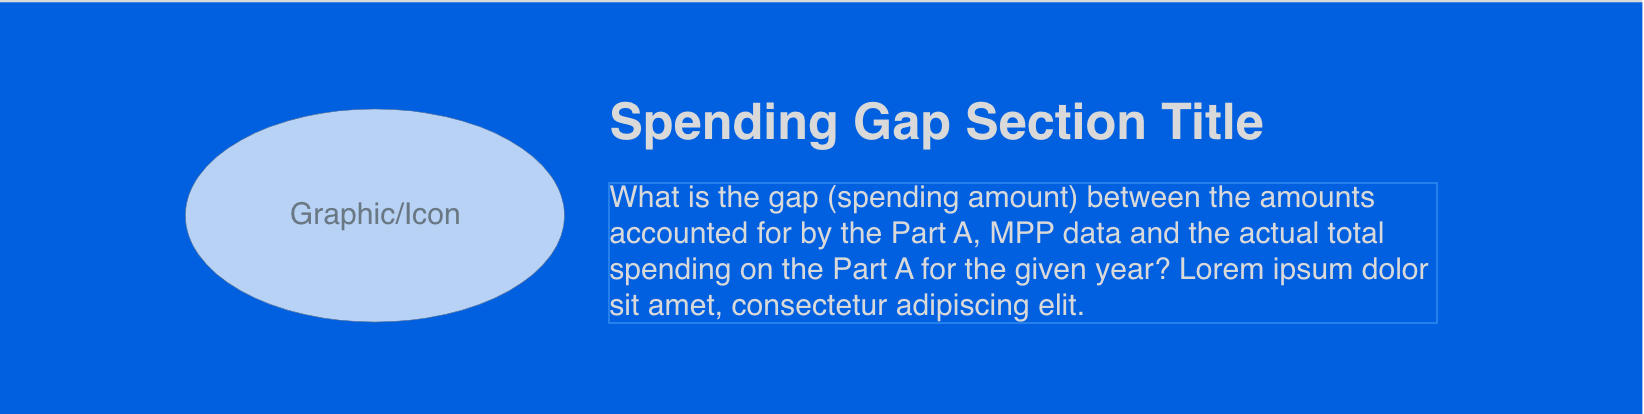 Graphic/Icon
Spending Gap Section Title
What is the gap (spending amount) between the amounts
accounted for by the Part A, MPP data and the actual total
spending on the Part A for the given year? Lorem ipsum dolor
sit amet, consectetur adipiscing elit.